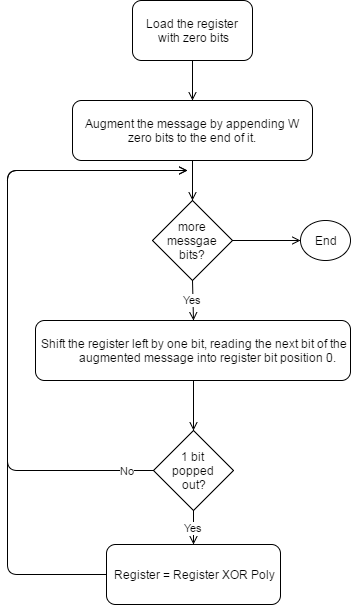 Load the register
with zero bits
Augment the message by appending W
zero bits to the end of it.
more
messgae
bits?
End
Yes
Shift the register left by one bit, reading the next bit of the
augmented message into register bit position 0.
1 bit
popped
out?
No
Yes
Register = Register XOR Poly